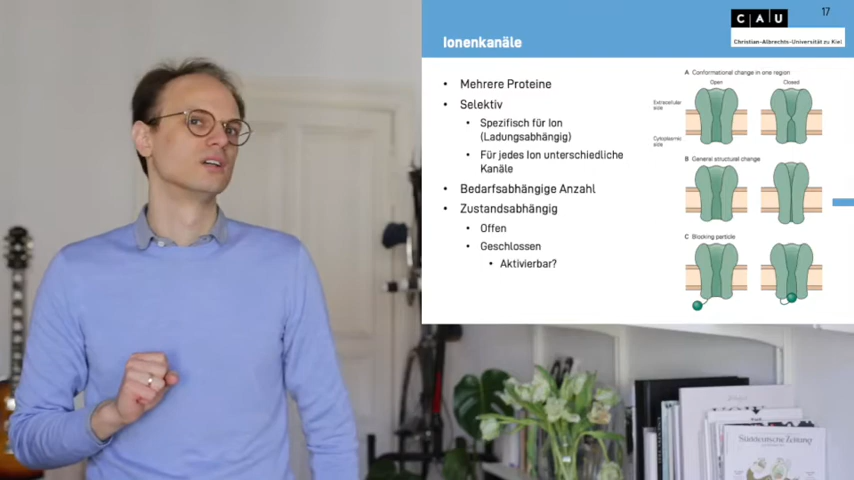 Ionenkanäle
C A U
17
Christian-Albrechts-Universität zu Kiel
• Mehrere Proteine
• Selektiv
• Spezifisch für Ion
(Ladungsabhängig)
• Für jedes Ion unterschiedliche
Kanäle
• Bedarfsabhängige Anzahl
• Zustandsabhängig
• Offen
• Geschlossen
• Aktivierbar?
A Conformational change in one region
Open
Closed
Extracellular
side
Cytoplasmic
side
B General structural change
C Blocking particle
Süddeutsche Zeitung